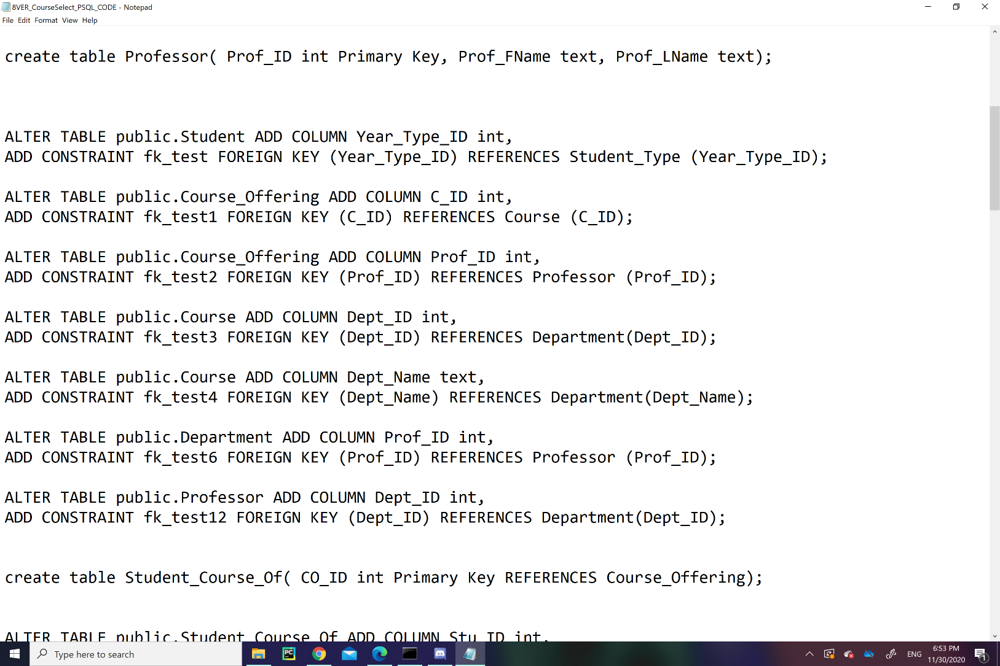 8VER_CourseSelect_PSQL_CODE - Notepad
File Edit Format View Help
create table Professor( Prof_ID int Primary Key, Prof_FName text, Prof_LName text);
ALTER TABLE public.Student ADD COLUMN Year_Type_ID int,
ADD CONSTRAINT fk_test FOREIGN KEY (Year_Type_ID) REFERENCES Student_Type (Year_Type_ID);
ALTER TABLE public.Course_Offering ADD COLUMN C_ID int,
ADD CONSTRAINT fk_test1 FOREIGN KEY (C_ID) REFERENCES Course (C_ID);
ALTER TABLE public.Course_Offering ADD COLUMN Prof_ID int,
ADD CONSTRAINT fk_test2 FOREIGN KEY (Prof_ID) REFERENCES Professor (Prof_ID);
ALTER TABLE public.Course ADD COLUMN Dept_ID int,
ADD CONSTRAINT fk_test3 FOREIGN KEY (Dept_ID) REFERENCES Department(Dept_ID);
ALTER TABLE public.Course ADD COLUMN Dept_Name text,
ADD CONSTRAINT fk_test4 FOREIGN KEY (Dept_Name) REFERENCES Department(Dept_Name);
ALTER TABLE public.Department ADD COLUMN Prof_ID int,
ADD CONSTRAINT fk_test6 FOREIGN KEY (Prof_ID) REFERENCES Professor (Prof_ID);
ALTER TABLE public.Professor ADD COLUMN Dept_ID int,
ADD CONSTRAINT fk_test12 FOREIGN KEY (Dept_ID) REFERENCES Department(Dept_ID);
create table Student_Course_Of( CO_ID int Primary Key REFERENCES Course_Offering);
ALTER TABLE public.Student_Course_Of ADD COLUMN Stu_ID int,
Type here to search
PC
ENG
6:53 PM
11/30/2020
1